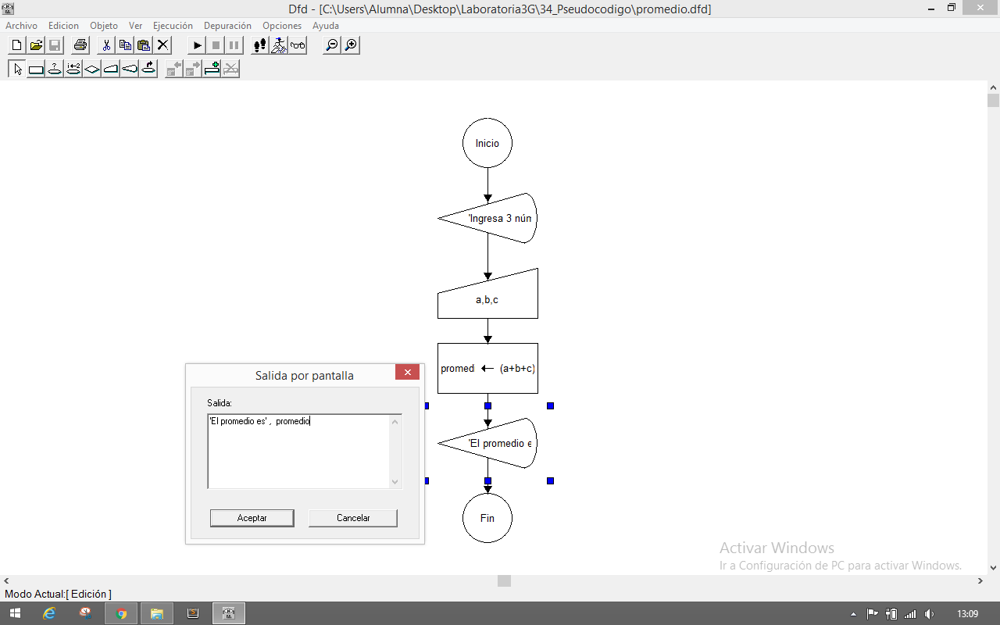 Dfd - [C:\Users\Alumna\Desktop\Laboratoria3G\34_Pseudocodigo\promedio.dfd]
Archivo Edicion Objeto Ver Ejecución Depuración Opciones Ayuda
Inicio
'Ingresa 3 núm
a,b,c
promed ← (a+b+c)
Salida por pantalla
Salida:
'El promedio es' , promedio
Aceptar Cancelar
'El promedio e
Fin
Activar Windows
Ir a Configuración de PC para activar Windows.
Modo Actual:[ Edición ]
13:09